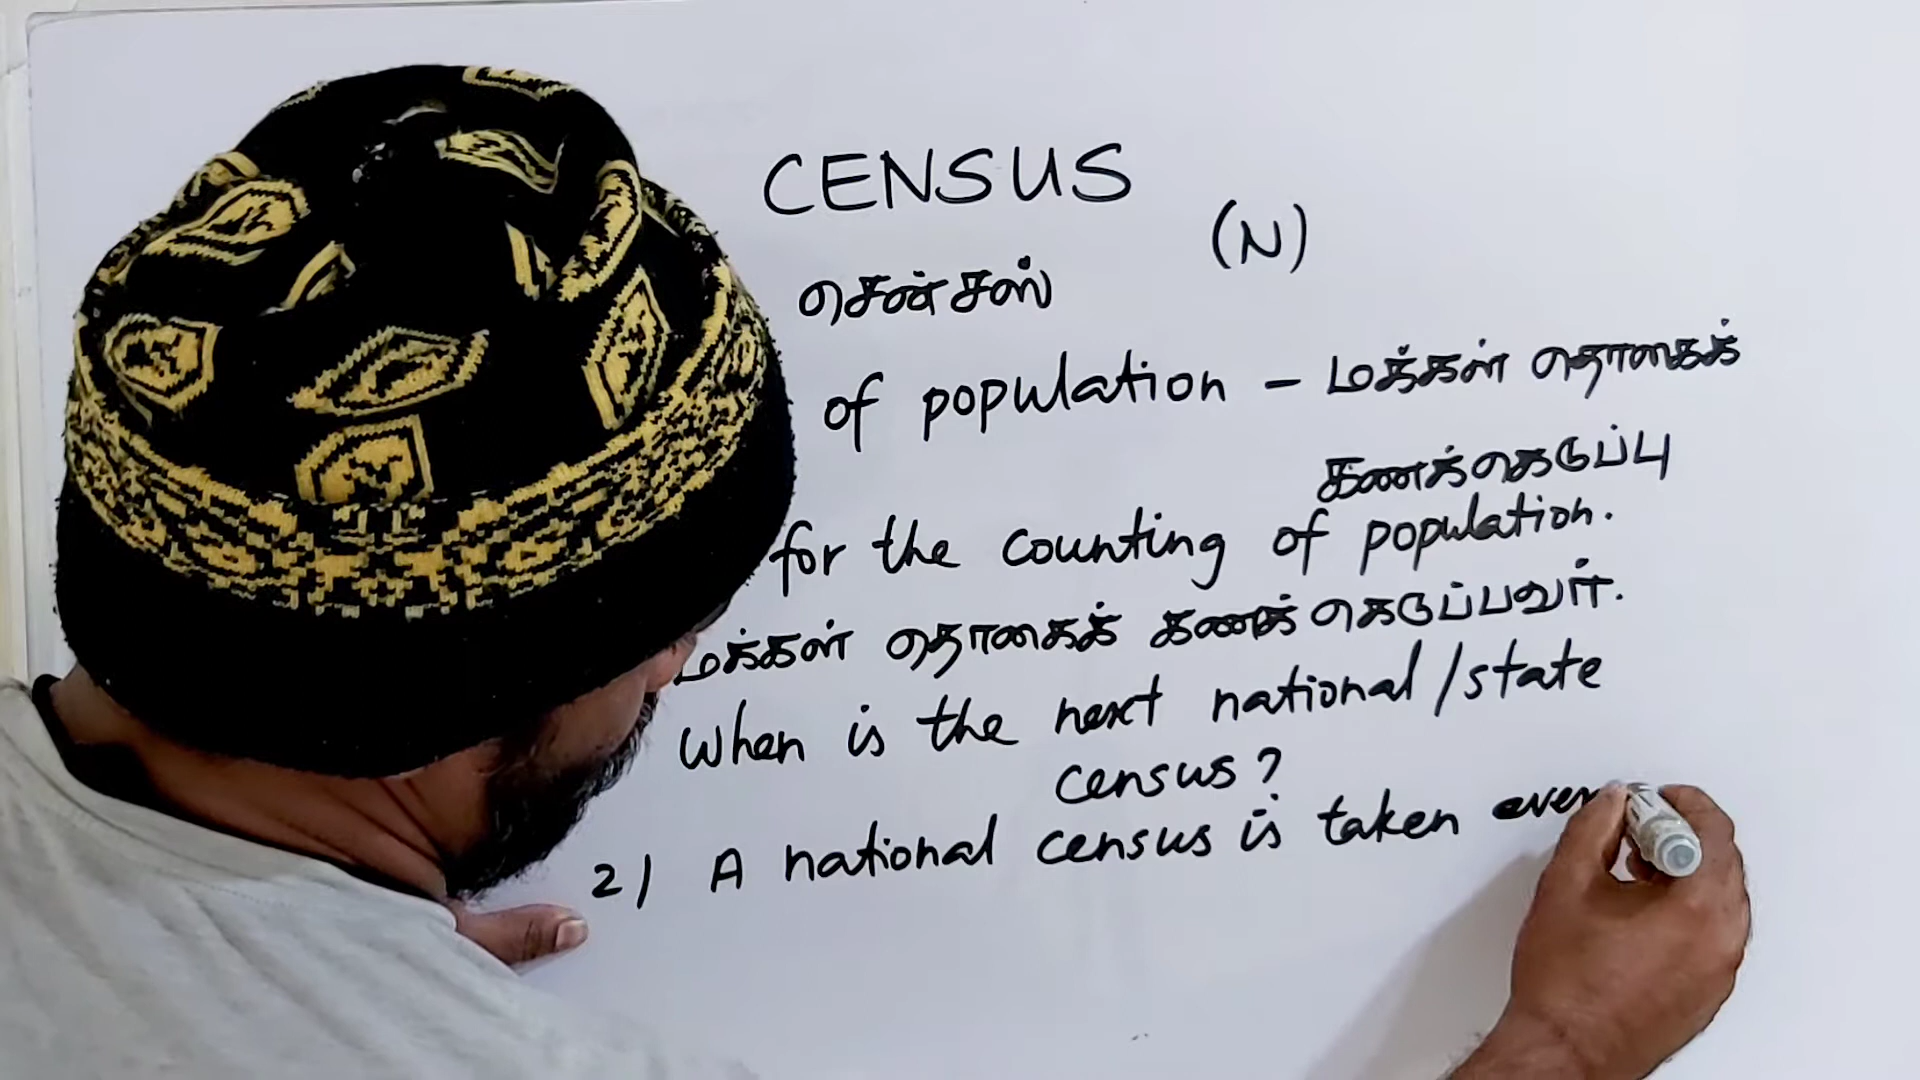 CENSUS
(N)
சென்சஸ்
of population – மக்கள் தொகைக்
கணக்கெடுப்பு
for the counting of population.
மக்கள் தொகைக் கணக்கெடுப்பவர்.
When is the next national/state
census?
2) A national census is taken ever